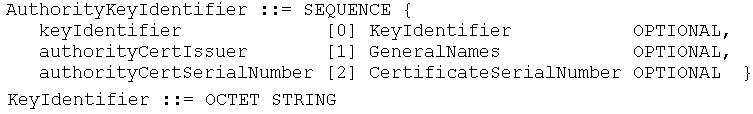 AuthorityKeyIdentifier ::= SEQUENCE {
   keyIdentifier             [0] KeyIdentifier            OPTIONAL,
   authorityCertIssuer       [1] GeneralNames             OPTIONAL,
   authorityCertSerialNumber [2] CertificateSerialNumber OPTIONAL  }
KeyIdentifier ::= OCTET STRING